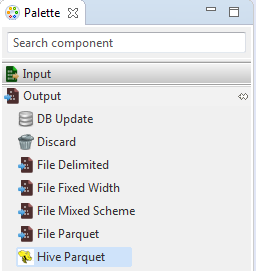 Palette
Search component
Input
Output
DB Update
Discard
File Delimited
File Fixed Width
File Mixed Scheme
File Parquet
Hive Parquet